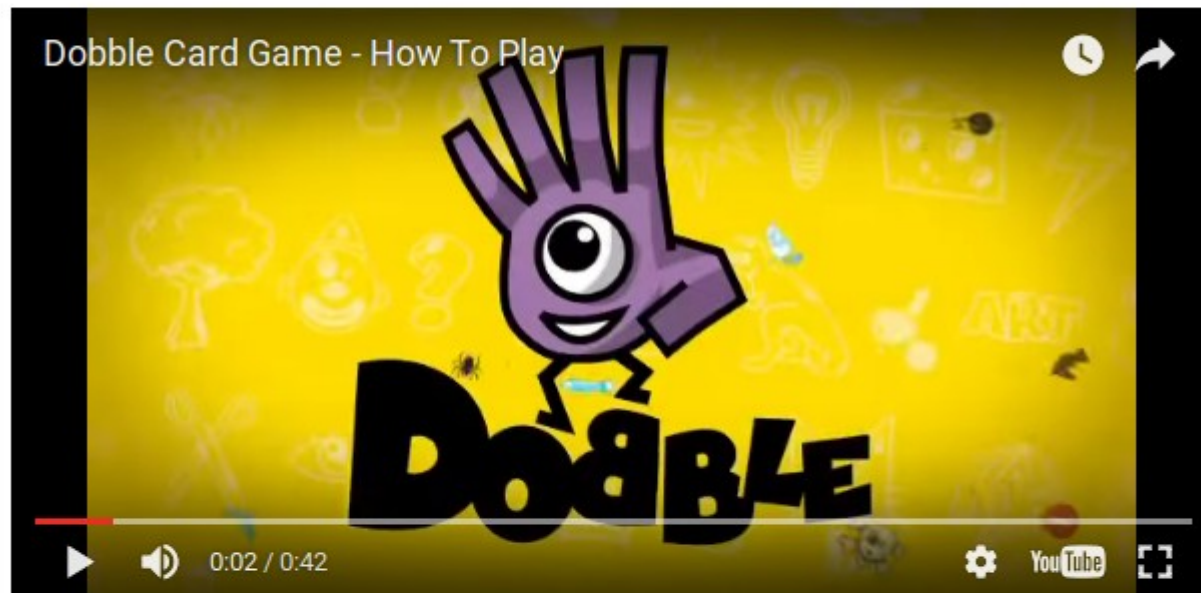 Dobble Card Game - How To Play
ART
DOBBLE
0:02 / 0:42
YouTube